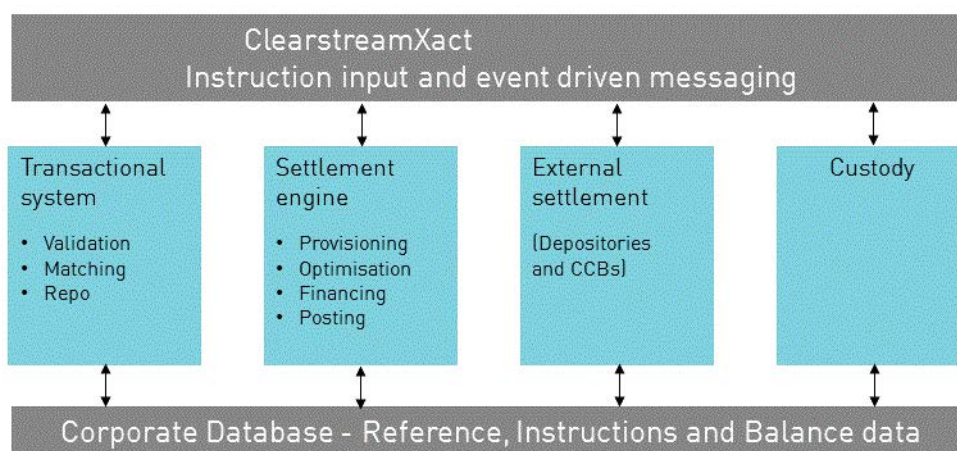 ClearstreamXact
Instruction input and event driven messaging
Transactional
system
• Validation
• Matching
• Repo
Settlement
engine
• Provisioning
• Optimisation
• Financing
• Posting
External
settlement
(Depositories
and CCBs)
Custody
Corporate Database - Reference, Instructions and Balance data